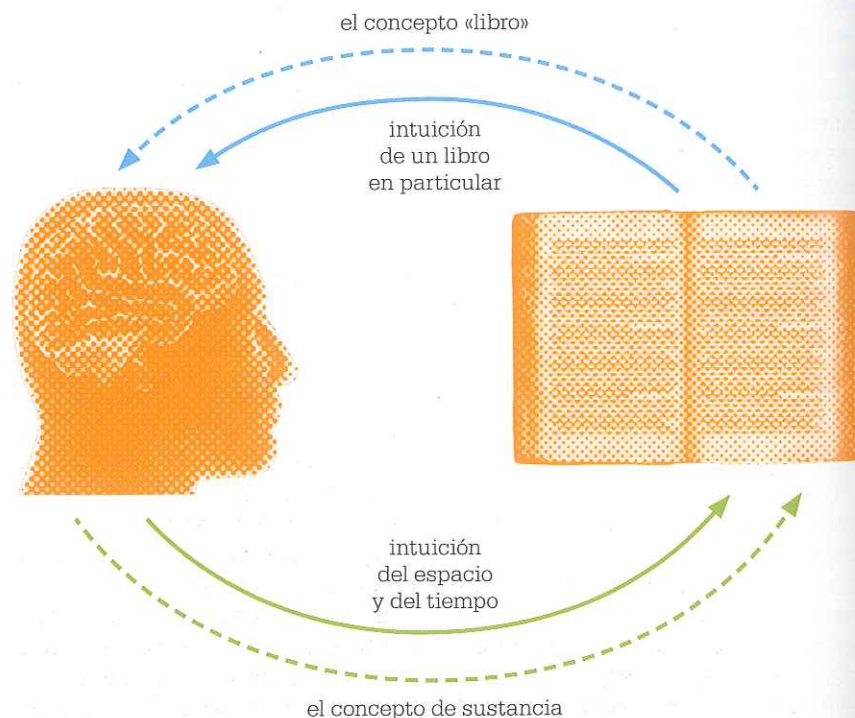 el concepto «libro»
intuición
de un libro
en particular
intuición
del espacio
y del tiempo
el concepto de sustancia